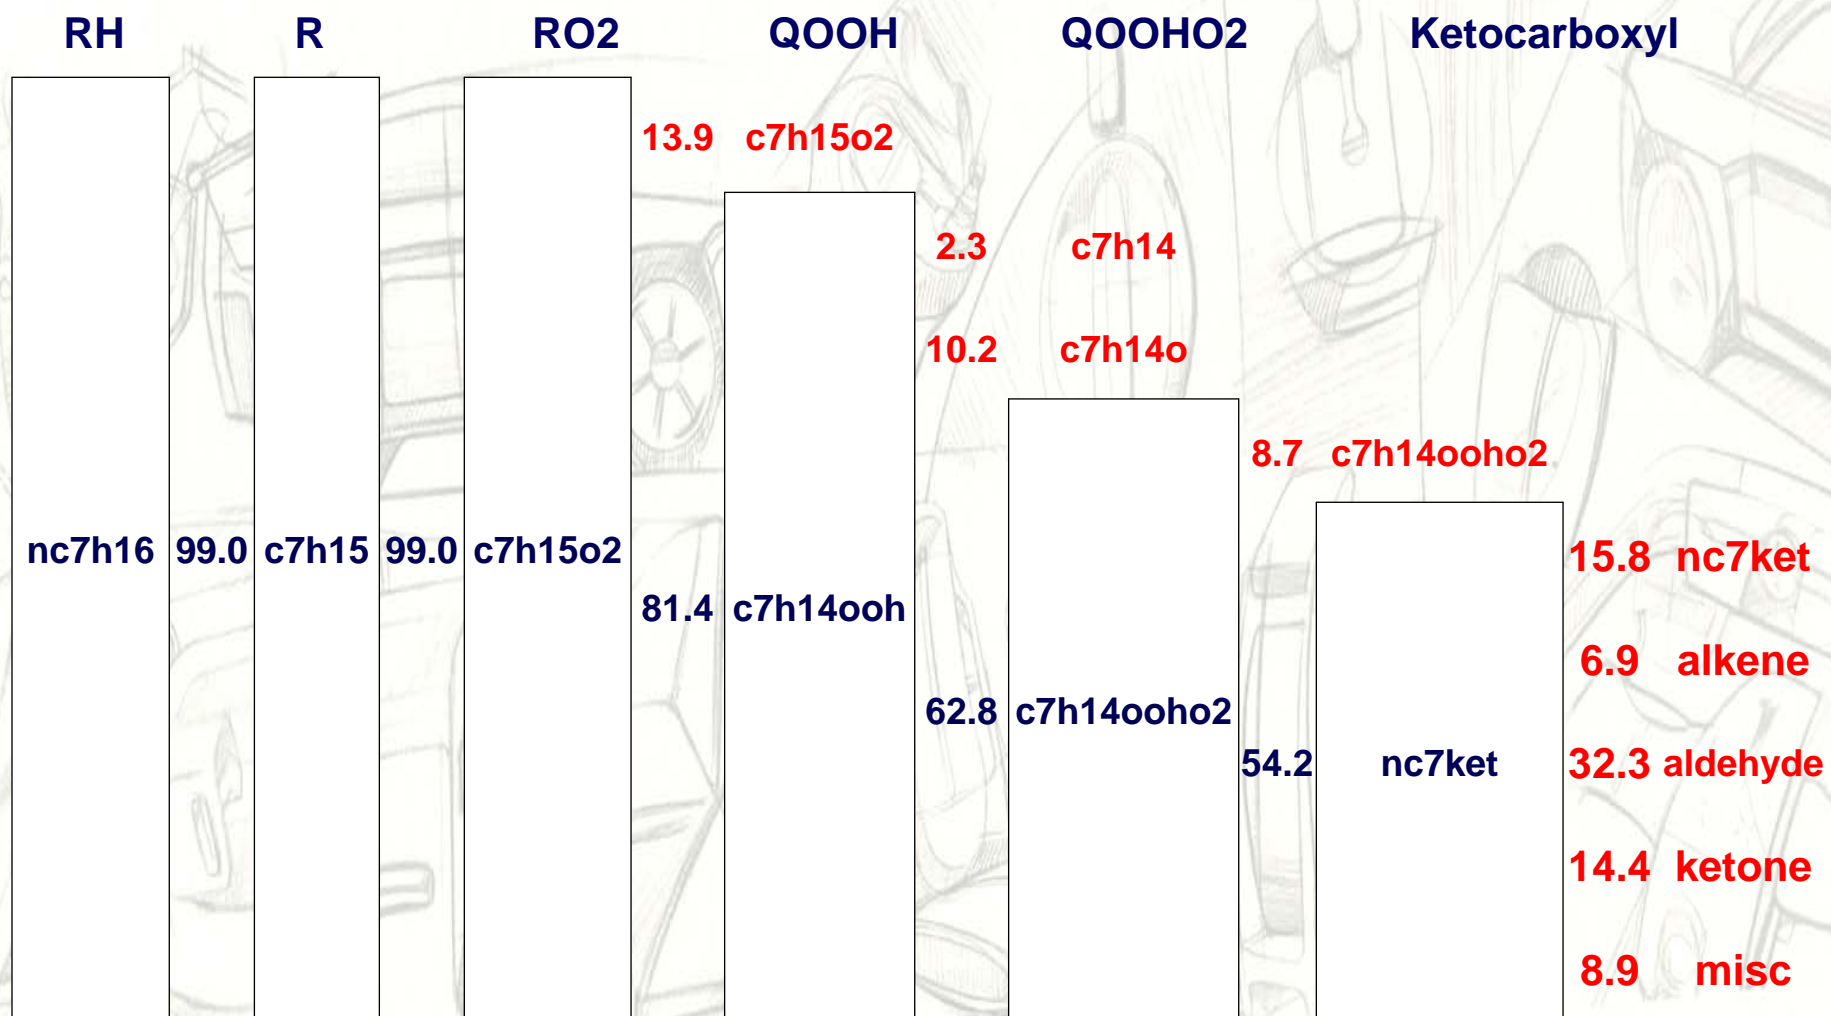 RH R RO2 QOOH QOOHO2 Ketocarboxyl
13.9 c7h15o2
2.3 c7h14
10.2 c7h14o
8.7 c7h14ooho2
nc7h16 99.0 c7h15 99.0 c7h15o2 15.8 nc7ket
81.4 c7h14ooh
6.9 alkene
62.8 c7h14ooho2
54.2 nc7ket 32.3 aldehyde
14.4 ketone
8.9 misc